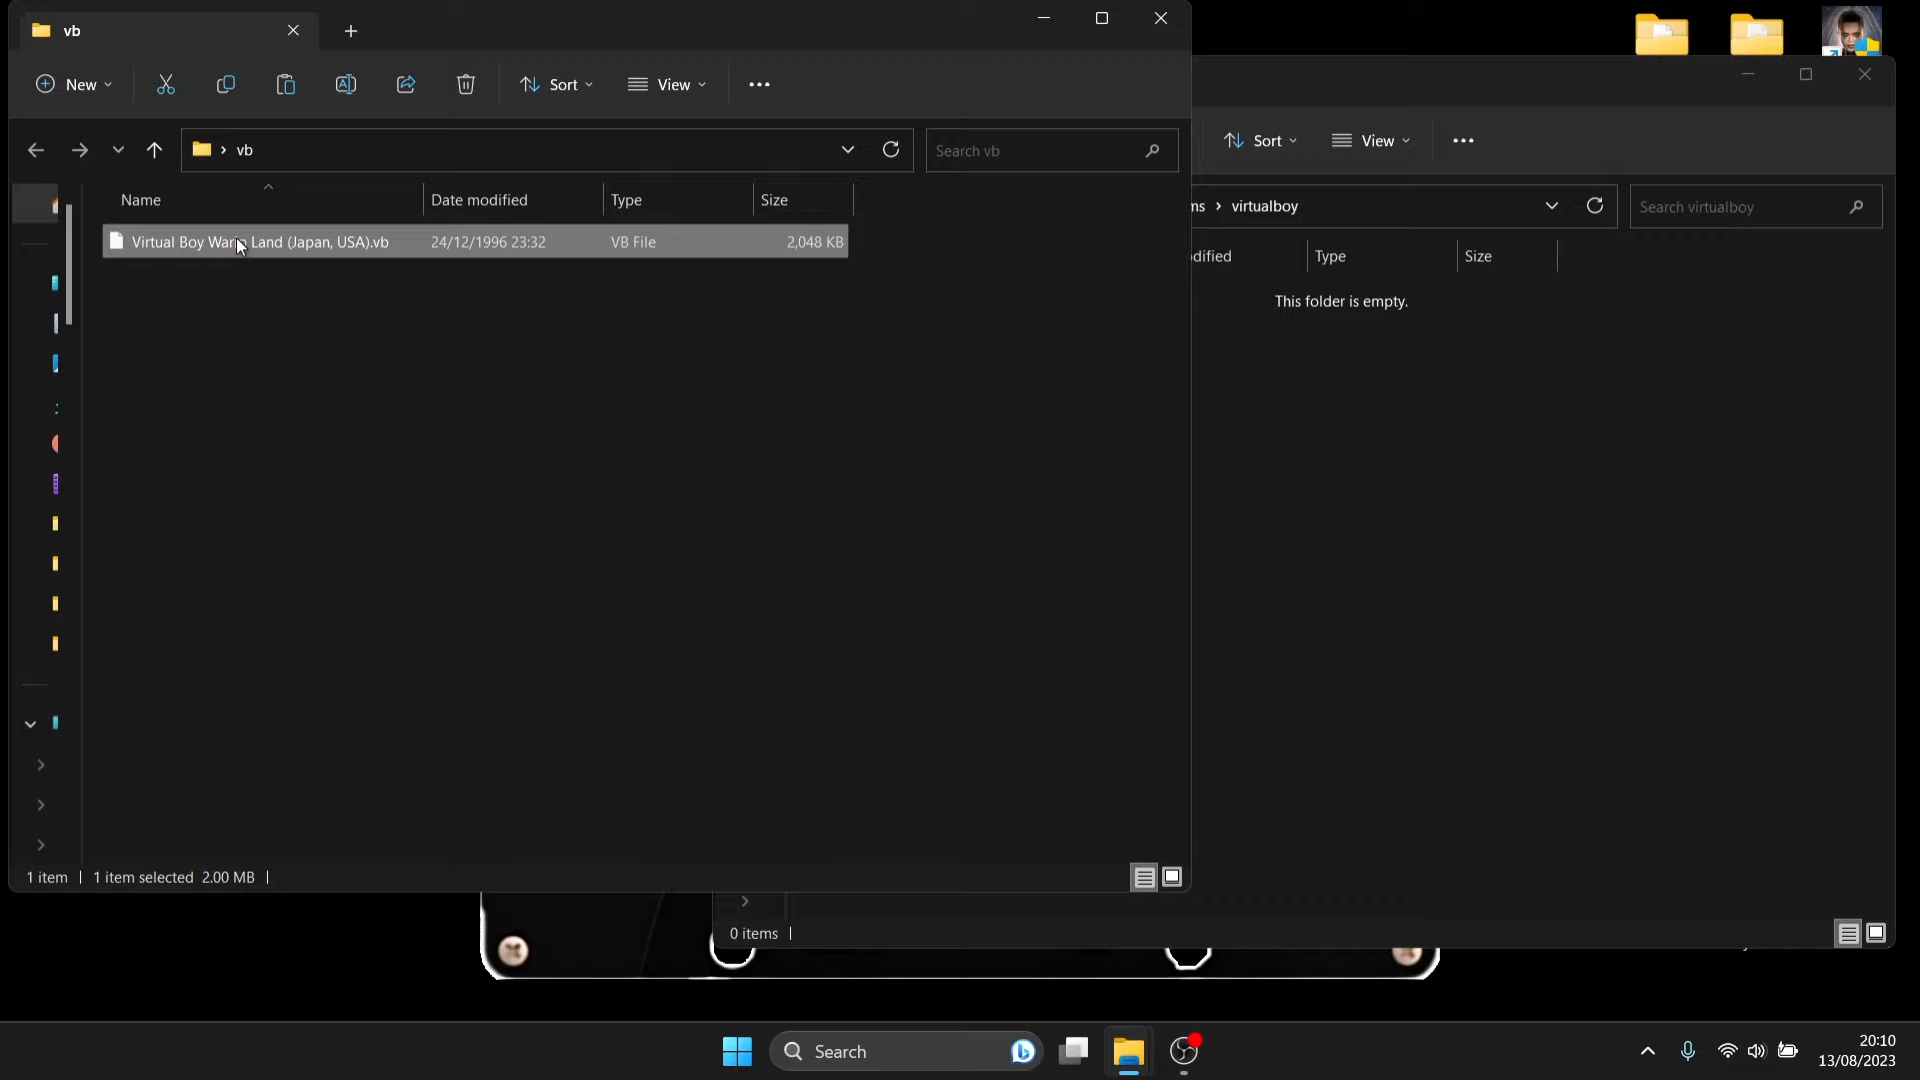 vb
New
Sort
View
vb
Search vb
Name
Date modified
Type
Size
Virtual Boy Wario Land (Japan, USA).vb
24/12/1996 23:32
VB File
2,048 KB
1 item
1 item selected 2.00 MB
Sort
View
ms > virtualboy
Search virtualboy
dified
Type
Size
This folder is empty.
0 items
Search
20:10
13/08/2023